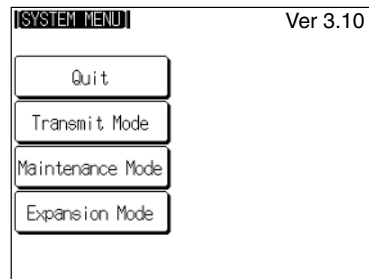 [SYSTEM MENU] Ver 3.10
Quit
Transmit Mode
Maintenance Mode
Expansion Mode